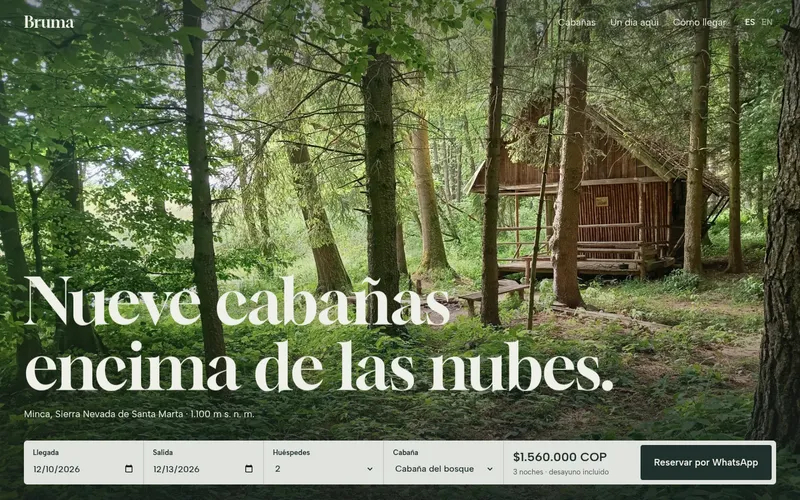 Bruma
Cabañas Un día aquí Cómo llegar ES EN
Nueve cabañas
encima de las nubes.
Minca, Sierra Nevada de Santa Marta · 1.100 m s. n. m.
Llegada
12/10/2026
Salida
12/13/2026
Huéspedes
2
Cabaña
Cabaña del bosque
$1.560.000 COP
3 noches · desayuno incluido
Reservar por WhatsApp